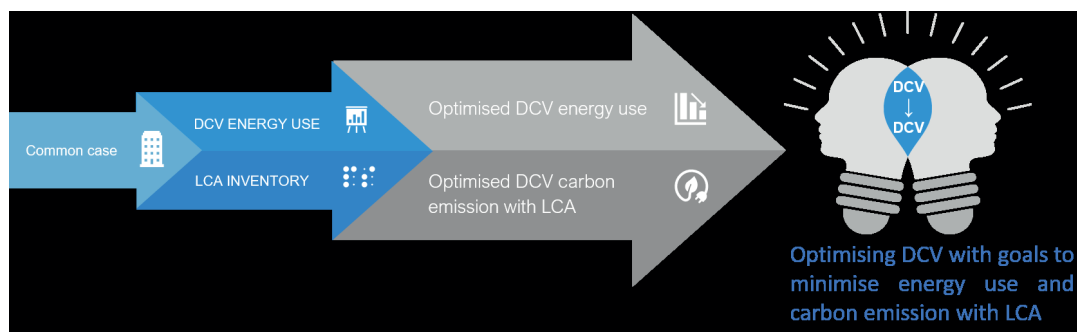 Common case
DCV ENERGY USE
LCA INVENTORY
Optimised DCV energy use
Optimised DCV carbon
emission with LCA
DCV
↓
DCV
Optimising DCV with goals to
minimise energy use and
carbon emission with LCA